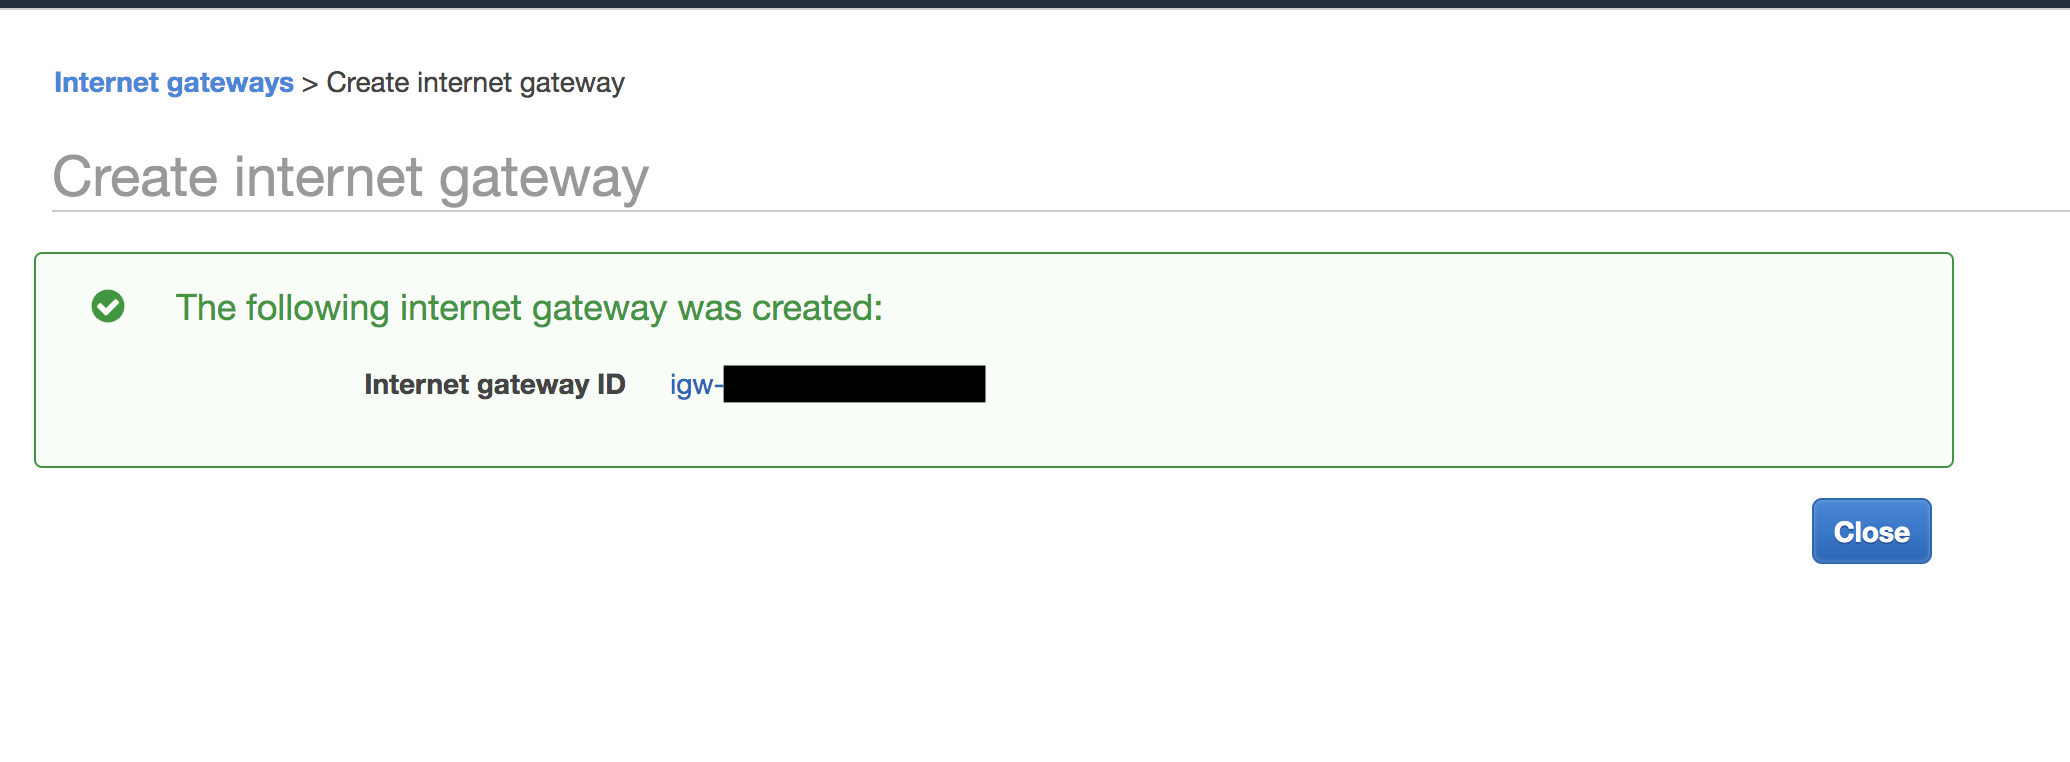 Internet gateways > Create internet gateway
Create internet gateway
The following internet gateway was created:
Internet gateway ID igw-
Close